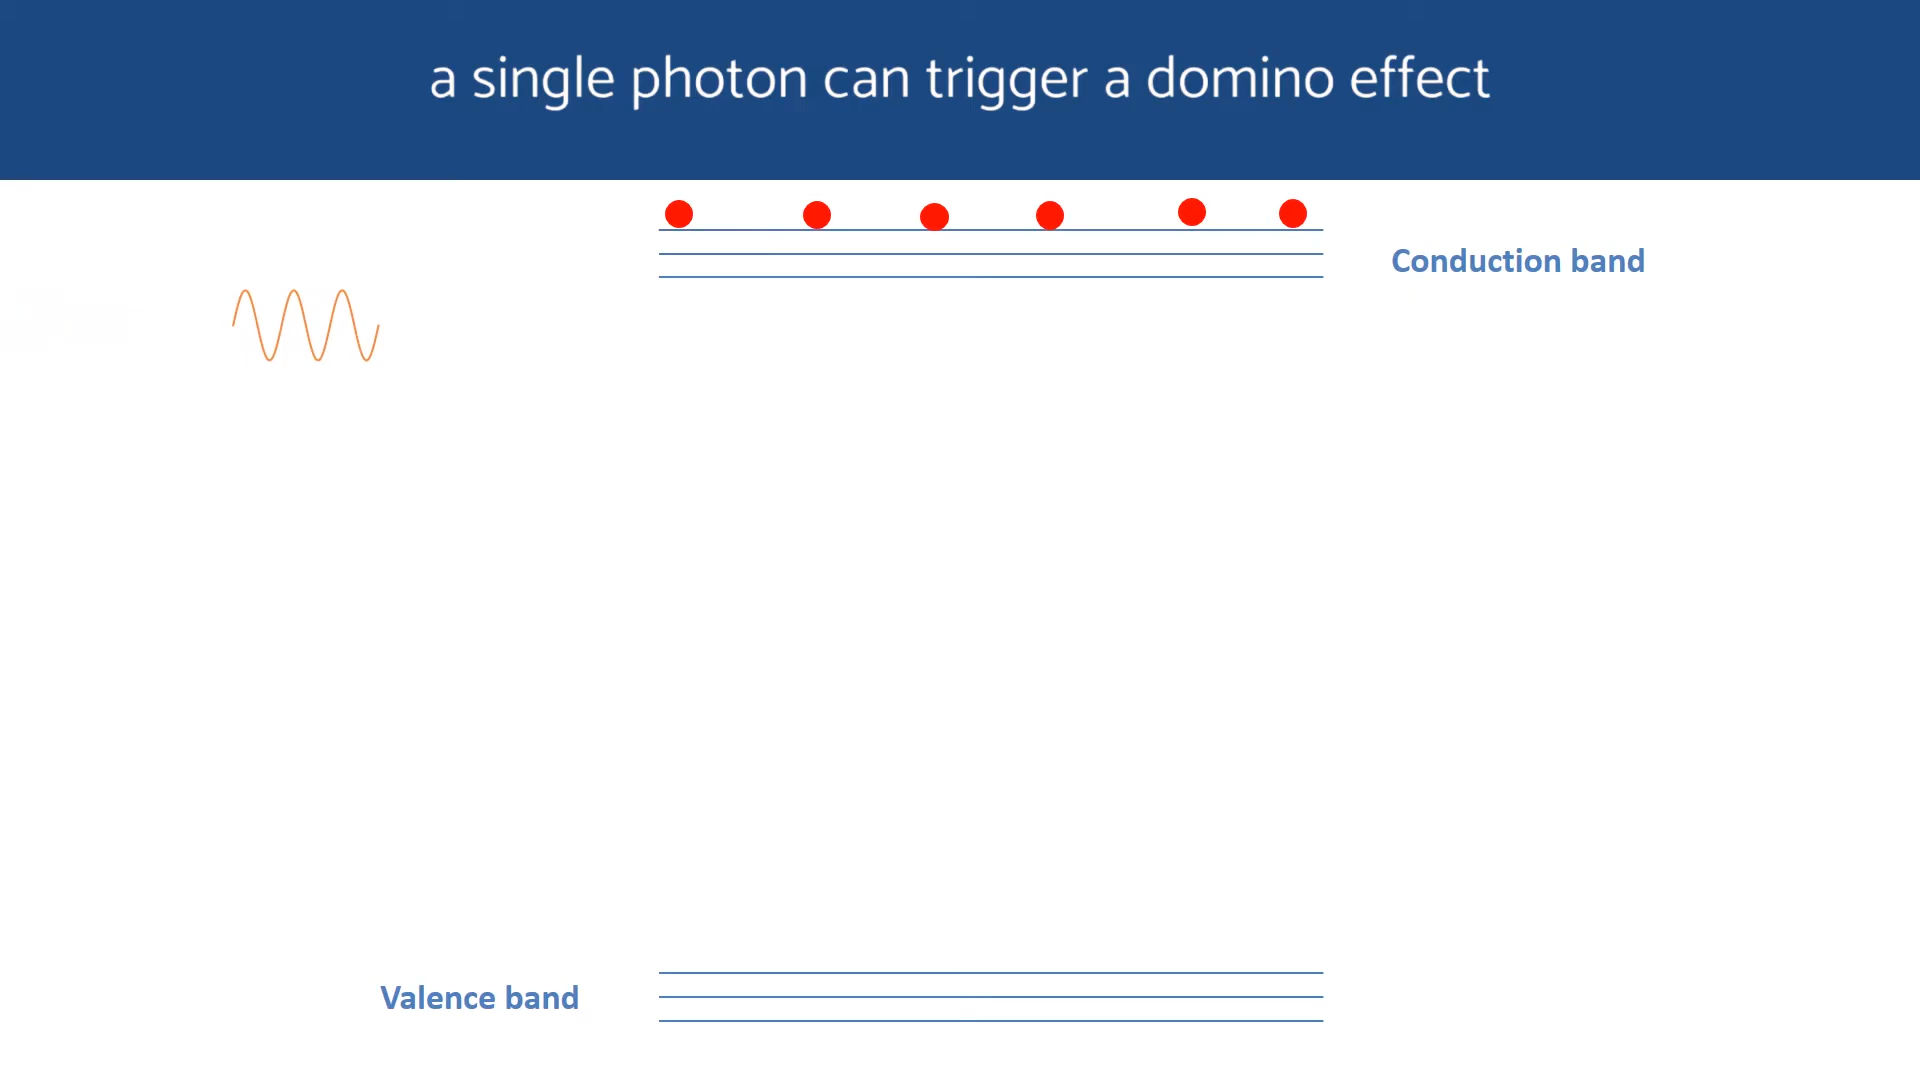 a single photon can trigger a domino effect
Conduction band
Valence band